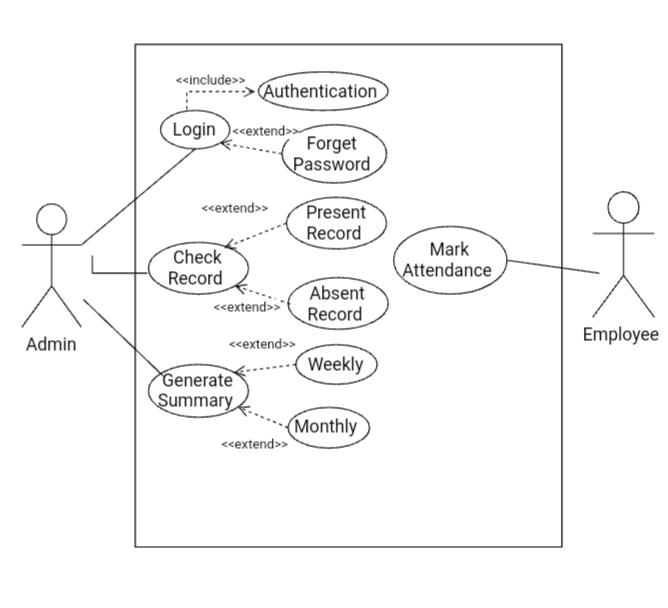 <<include>>
Authentication
Login
<<extend>>
Forget
Password
<<extend>>
Present
Record
Check
Record
Mark
Attendance
Absent
Record
<<extend>>
Admin
Employee
<<extend>>
Weekly
Generate
Summary
Monthly
<<extend>>